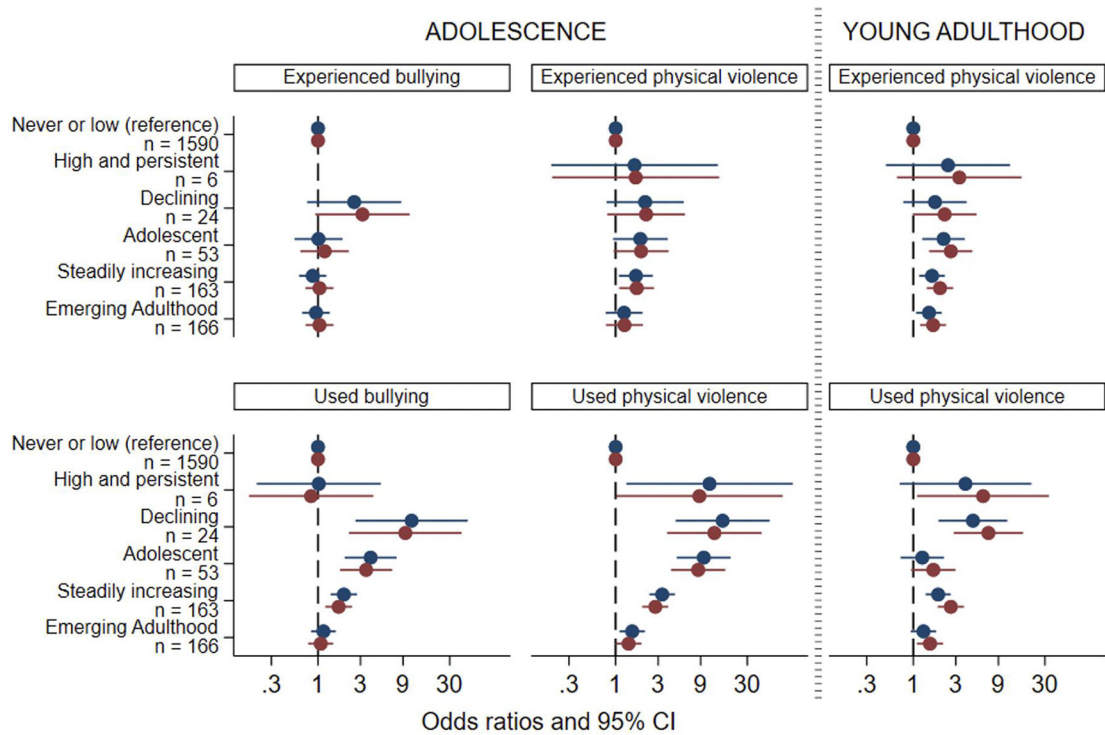 ADOLESCENCE
YOUNG ADULTHOOD
Experienced bullying
Experienced physical violence
Experienced physical violence
Never or low (reference)
n = 1590
High and persistent
n = 6
Declining
n = 24
Adolescent
n = 53
Steadily increasing
n = 163
Emerging Adulthood
n = 166
Used bullying
Used physical violence
Used physical violence
Never or low (reference)
n = 1590
High and persistent
n = 6
Declining
n = 24
Adolescent
n = 53
Steadily increasing
n = 163
Emerging Adulthood
n = 166
.3 1 3 9 30
.3 1 3 9 30
.3 1 3 9 30
Odds ratios and 95% CI